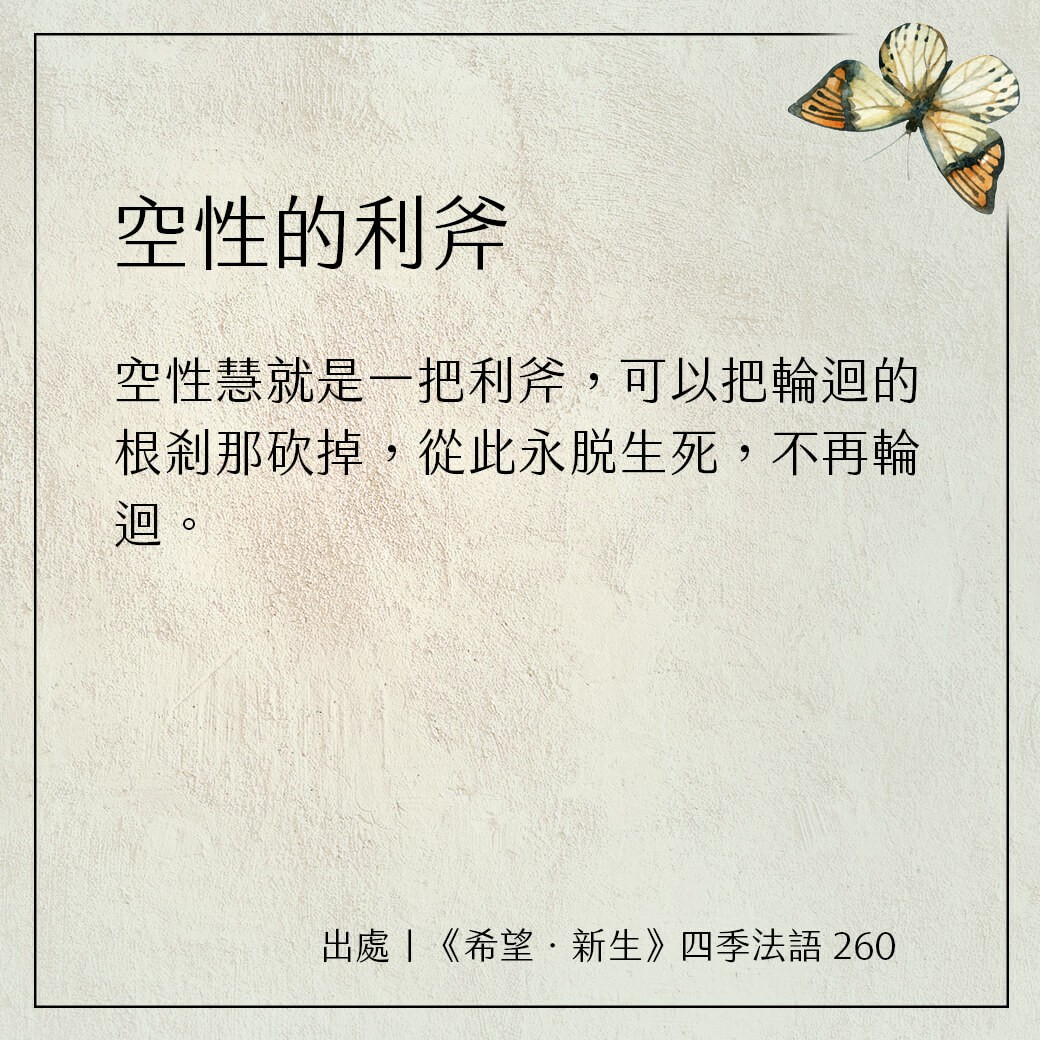 空性的利斧
空性慧就是一把利斧，可以把輪迴的
根剎那砍掉，從此永脫生死，不再輪
迴。
出處｜《希望．新生》四季法語 260